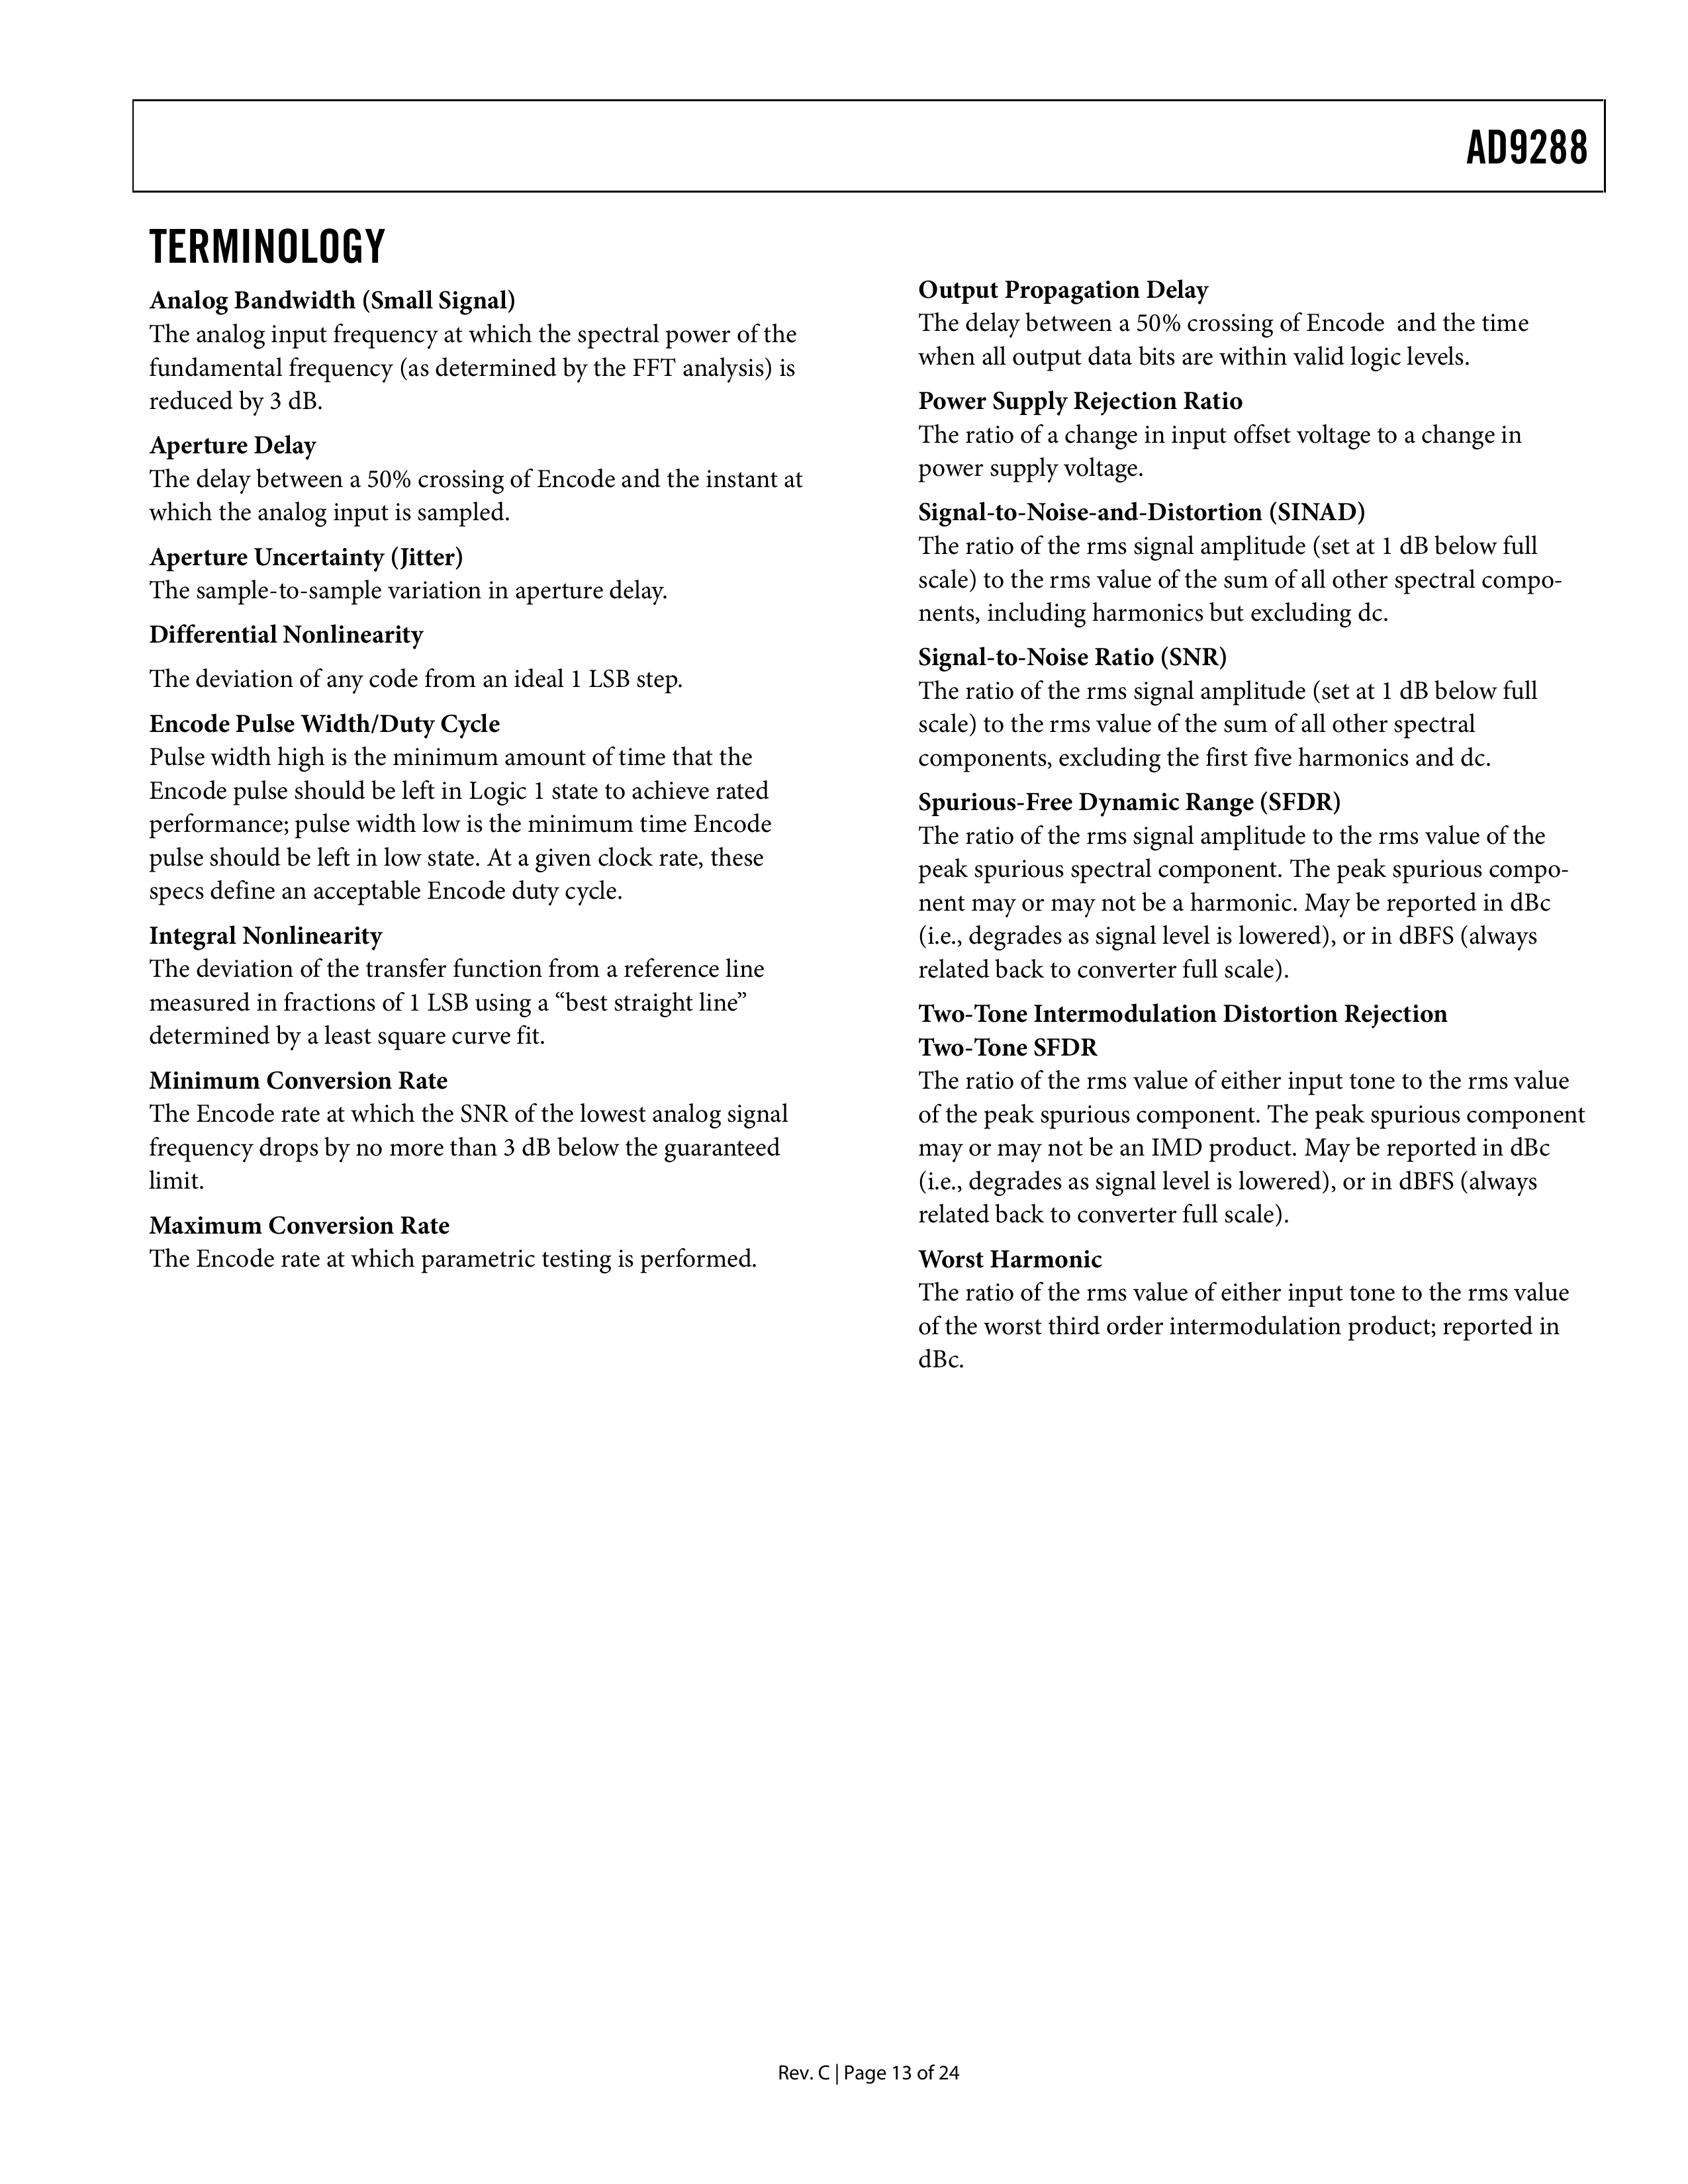 AD9288
TERMINOLOGY
Analog Bandwidth (Small Signal)
The analog input frequency at which the spectral power of the
fundamental frequency (as determined by the FFT analysis) is
reduced by 3 dB.
Aperture Delay
The delay between a 50% crossing of Encode and the instant at
which the analog input is sampled.
Aperture Uncertainty (Jitter)
The sample-to-sample variation in aperture delay.
Differential Nonlinearity
The deviation of any code from an ideal 1 LSB step.
Encode Pulse Width/Duty Cycle
Pulse width high is the minimum amount of time that the
Encode pulse should be left in Logic 1 state to achieve rated
performance; pulse width low is the minimum time Encode
pulse should be left in low state. At a given clock rate, these
specs define an acceptable Encode duty cycle.
Integral Nonlinearity
The deviation of the transfer function from a reference line
measured in fractions of 1 LSB using a “best straight line”
determined by a least square curve fit.
Minimum Conversion Rate
The Encode rate at which the SNR of the lowest analog signal
frequency drops by no more than 3 dB below the guaranteed
limit.
Maximum Conversion Rate
The Encode rate at which parametric testing is performed.
Output Propagation Delay
The delay between a 50% crossing of Encode  and the time
when all output data bits are within valid logic levels.
Power Supply Rejection Ratio
The ratio of a change in input offset voltage to a change in
power supply voltage.
Signal-to-Noise-and-Distortion (SINAD)
The ratio of the rms signal amplitude (set at 1 dB below full
scale) to the rms value of the sum of all other spectral compo-
nents, including harmonics but excluding dc.
Signal-to-Noise Ratio (SNR)
The ratio of the rms signal amplitude (set at 1 dB below full
scale) to the rms value of the sum of all other spectral
components, excluding the first five harmonics and dc.
Spurious-Free Dynamic Range (SFDR)
The ratio of the rms signal amplitude to the rms value of the
peak spurious spectral component. The peak spurious compo-
nent may or may not be a harmonic. May be reported in dBc
(i.e., degrades as signal level is lowered), or in dBFS (always
related back to converter full scale).
Two-Tone Intermodulation Distortion Rejection
Two-Tone SFDR
The ratio of the rms value of either input tone to the rms value
of the peak spurious component. The peak spurious component
may or may not be an IMD product. May be reported in dBc
(i.e., degrades as signal level is lowered), or in dBFS (always
related back to converter full scale).
Worst Harmonic
The ratio of the rms value of either input tone to the rms value
of the worst third order intermodulation product; reported in
dBc.
Rev. C | Page 13 of 24